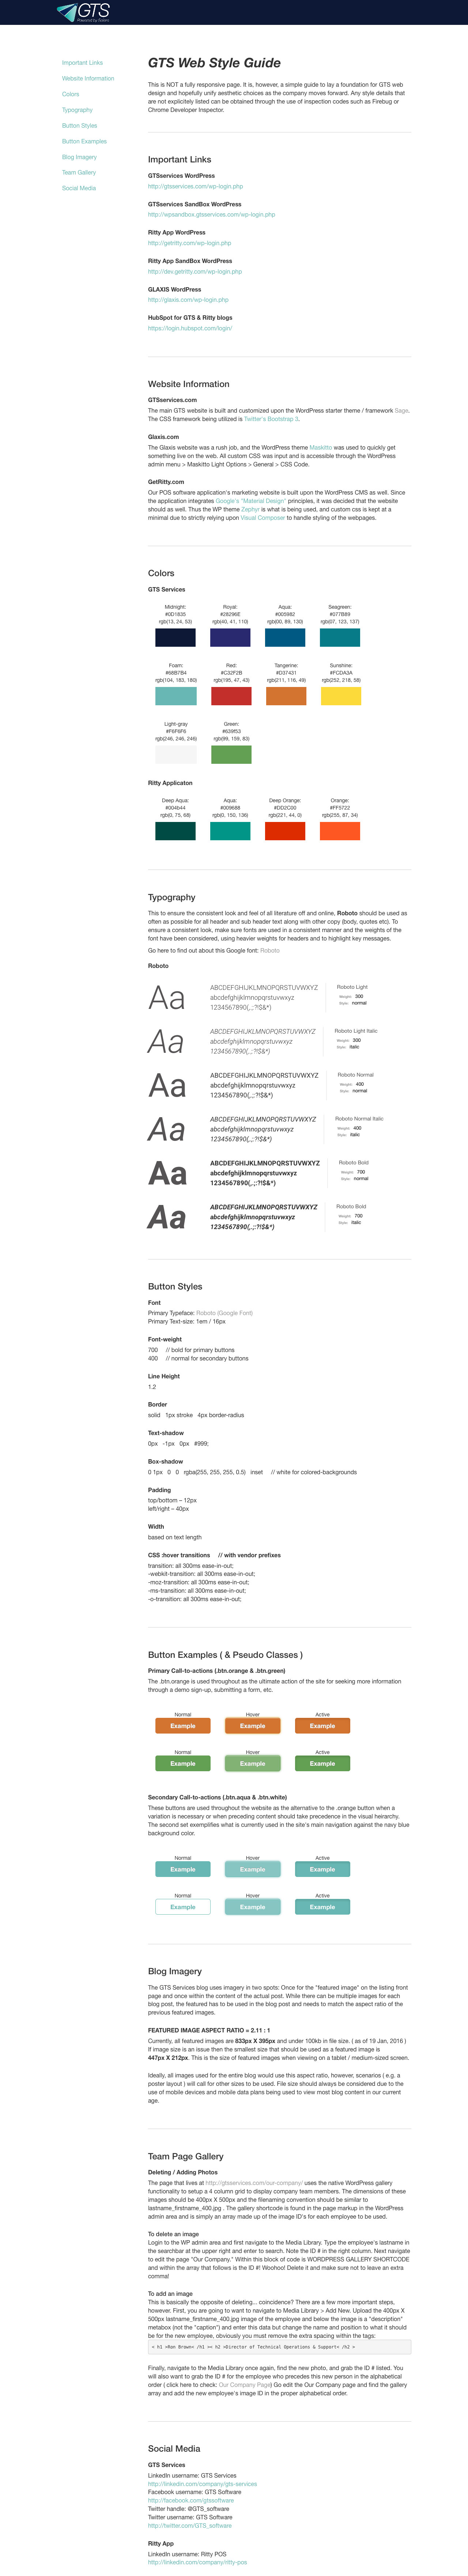 GTS
Powered by Toolini
Important Links
Website Information
Colors
Typography
Button Styles
Button Examples
Blog Imagery
Team Gallery
Social Media
GTS Web Style Guide
This is NOT a fully responsive page. It is, however, a simple guide to lay a foundation for GTS web
design and hopefully unify aesthetic choices as the company moves forward. Any style details that
are not explicitly listed can be obtained through the use of inspection codes such as Firebug or
Chrome Developer Inspector.
Important Links
GTSservices WordPress
http://gtsservices.com/wp-login.php
GTSservices SandBox WordPress
http://wpsandbox.gtsservices.com/wp-login.php
Ritty App WordPress
http://getritty.com/wp-login.php
Ritty App SandBox WordPress
http://dev.getritty.com/wp-login.php
GLAXIS WordPress
http://glaxis.com/wp-login.php
HubSpot for GTS & Ritty blogs
https://login.hubspot.com/login/
Website Information
GTSservices.com
The main GTS website is built and customized upon the WordPress starter theme / framework Sage.
The CSS framework being utilized is Twitter's Bootstrap 3.
Glaxis.com
The Glaxis website was a rush job, and the WordPress theme Maskitto was used to quickly get
something live on the web. All custom CSS was input and is accessible through the WordPress
admin menu > Maskitto Light Options > General > CSS Code.
GetRitty.com
Our POS software application's marketing website is built upon the WordPress CMS as well. Since
the application integrates Google's "Material Design" principles, it was decided that the website
should as well. Thus the WP theme Zephyr is what is being used, and custom css is kept at a
minimal due to strictly relying upon Visual Composer to handle styling of the webpages.
Colors
GTS Services
Midnight: Royal: Aqua: Seagreen:
#0D1835 #28296E #005982 #077B89
rgb(13, 24, 53) rgb(40, 41, 110) rgb(00, 89, 130) rgb(07, 123, 137)
Foam: Red: Tangerine: Sunshine:
#68B7B4 #C32F2B #D37431 #FCDA3A
rgb(104, 183, 180) rgb(195, 47, 43) rgb(211, 116, 49) rgb(252, 218, 58)
Light-gray Green:
#F6F6F6 #639f53
rgb(246, 246, 246) rgb(99, 159, 83)
Ritty Applicaton
Deep Aqua: Aqua: Deep Orange: Orange:
#004b44 #009688 #DD2C00 #FF5722
rgb(0, 75, 68) rgb(0, 150, 136) rgb(221, 44, 0) rgb(255, 87, 34)
Typography
This to ensure the consistent look and feel of all literature off and online, Roboto should be used as
often as possible for all header and sub header text along with other copy (body, quotes etc). To
ensure a consistent look, make sure fonts are used in a consistent manner and the weights of the
font have been considered, using heavier weights for headers and to highlight key messages.
Go here to find out about this Google font: Roboto
Roboto
Aa
ABCDEFGHIJKLMNOPQRSTUVWXYZ
abcdefghijklmnopqrstuvwxyz
1234567890(,.;:?!$&*)
Roboto Light
Weight: 300
Style: normal
Aa
ABCDEFGHIJKLMNOPQRSTUVWXYZ
abcdefghijklmnopqrstuvwxyz
1234567890(,.;:?!$&*)
Roboto Light Italic
Weight: 300
Style: italic
Aa
ABCDEFGHIJKLMNOPQRSTUVWXYZ
abcdefghijklmnopqrstuvwxyz
1234567890(,.;:?!$&*)
Roboto Normal
Weight: 400
Style: normal
Aa
ABCDEFGHIJKLMNOPQRSTUVWXYZ
abcdefghijklmnopqrstuvwxyz
1234567890(,.;:?!$&*)
Roboto Normal Italic
Weight: 400
Style: italic
Aa
ABCDEFGHIJKLMNOPQRSTUVWXYZ
abcdefghijklmnopqrstuvwxyz
1234567890(,.;:?!$&*)
Roboto Bold
Weight: 700
Style: normal
Aa
ABCDEFGHIJKLMNOPQRSTUVWXYZ
abcdefghijklmnopqrstuvwxyz
1234567890(,.;:?!$&*)
Roboto Bold
Weight: 700
Style: italic
Button Styles
Font
Primary Typeface: Roboto (Google Font)
Primary Text-size: 1em / 16px
Font-weight
700 // bold for primary buttons
400 // normal for secondary buttons
Line Height
1.2
Border
solid 1px stroke 4px border-radius
Text-shadow
0px -1px 0px #999;
Box-shadow
0 1px 0 0 rgba(255, 255, 255, 0.5) inset // white for colored-backgrounds
Padding
top/bottom – 12px
left/right – 40px
Width
based on text length
CSS :hover transitions // with vendor prefixes
transition: all 300ms ease-in-out;
-webkit-transition: all 300ms ease-in-out;
-moz-transition: all 300ms ease-in-out;
-ms-transition: all 300ms ease-in-out;
-o-transition: all 300ms ease-in-out;
Button Examples ( & Pseudo Classes )
Primary Call-to-actions (.btn.orange & .btn.green)
The .btn.orange is used throughout as the ultimate action of the site for seeking more information
through a demo sign-up, submitting a form, etc.
Normal Hover Active
Example Example Example
Normal Hover Active
Example Example Example
Secondary Call-to-actions (.btn.aqua & .btn.white)
These buttons are used throughout the website as the alternative to the .orange button when a
variation is necessary or when preceding content should take precedence in the visual hierarchy.
The second set exemplifies what is currently used in the site's main navigation against the navy blue
background color.
Normal Hover Active
Example Example Example
Normal Hover Active
Example Example Example
Blog Imagery
The GTS Services blog uses imagery in two spots: Once for the "featured image" on the listing front
page and once within the content of the actual post. While there can be multiple images for each
blog post, the featured has to be used in the blog post and needs to match the aspect ratio of the
previous featured images.
FEATURED IMAGE ASPECT RATIO = 2.11 : 1
Currently, all featured images are 833px X 395px and under 100kb in file size. ( as of 19 Jan, 2016 )
If image size is an issue then the smallest size that should be used as a featured image is
447px X 212px. This is the size of featured images when viewing on a tablet / medium-sized screen.
Ideally, all images used for the entire blog would use this aspect ratio, however, scenarios ( e.g. a
poster layout ) will call for other sizes to be used. File size should always be considered due to the
use of mobile devices and mobile data plans being used to view most blog content in our current
age.
Team Page Gallery
Deleting / Adding Photos
The page that lives at http://gtsservices.com/our-company/ uses the native WordPress gallery
functionality to setup a 4 column grid to display company team members. The dimensions of these
images should be 400px X 500px and the filenaming convention should be similar to
lastname_firstname_400.jpg . The gallery shortcode is found in the page markup in the WordPress
admin area and is simply an array made up of the image ID's for each employee to be used.
To delete an image
Login to the WP admin area and first navigate to the Media Library. Type the employee's lastname in
the searchbar at the upper right and enter to search. Note the ID # in the right column. Next navigate
to edit the page "Our Company." Within this block of code is WORDPRESS GALLERY SHORTCODE
and within the array that follows is the ID #! Woohoo! Delete it and make sure not to leave an extra
comma!
To add an image
This is basically the opposite of deleting... coincidence? There are a few more important steps,
however. First, you are going to want to navigate to Media Library > Add New. Upload the 400px X
500px lastname_firstname_400.jpg image of the employee and below the image is a "description"
metabox (not the "caption") and enter this data but change the name and position to what it should
be for the new employee, obviously you must remove the extra spacing within the tags:
< h1 >Ron Brown< /h1 >< h2 >Director of Technical Operations & Support< /h2 >
Finally, navigate to the Media Library once again, find the new photo, and grab the ID # listed. You
will also want to grab the ID # for the employee who precedes this new person in the alphabetical
order ( click here to check: Our Company Page) Go edit the Our Company page and find the gallery
array and add the new employee's image ID in the proper alphabetical order.
Social Media
GTS Services
LinkedIn username: GTS Services
http://linkedin.com/company/gts-services
Facebook username: GTS Software
http://facebook.com/gtssoftware
Twitter handle: @GTS_software
Twitter username: GTS Software
http://twitter.com/GTS_software
Ritty App
LinkedIn username: Ritty POS
http://linkedin.com/company/ritty-pos